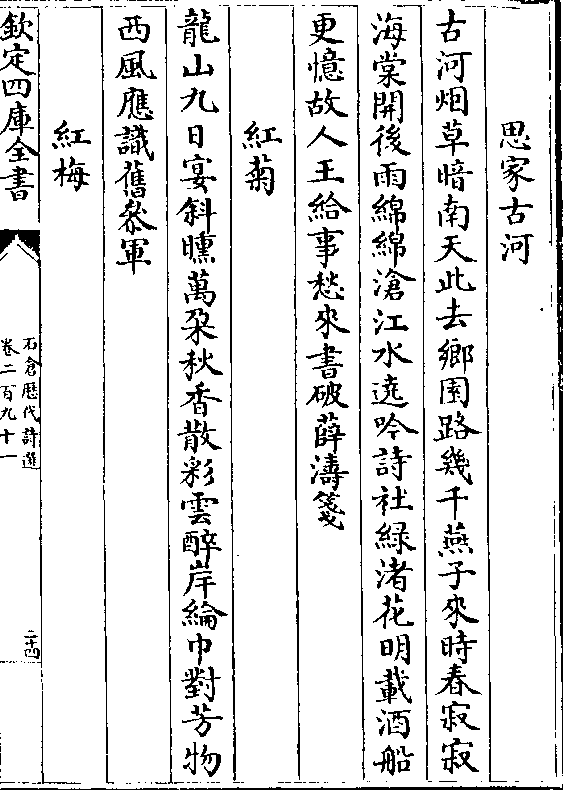 思家古河
古河烟草暗南天此去鄉園路幾千燕子來時春寂寂
海棠開後雨綿綿滄江水遶吟詩社綠渚花明載酒船
更憶故人王給事愁來書破薛濤箋
紅菊
龍山九日宴斜曛萬朶秋香散彩雲醉岸綸巾對芳物
西風應識舊叅軍
紅梅
欽定四庫全書
石倉歷代詩選
卷二百九十一
二十四